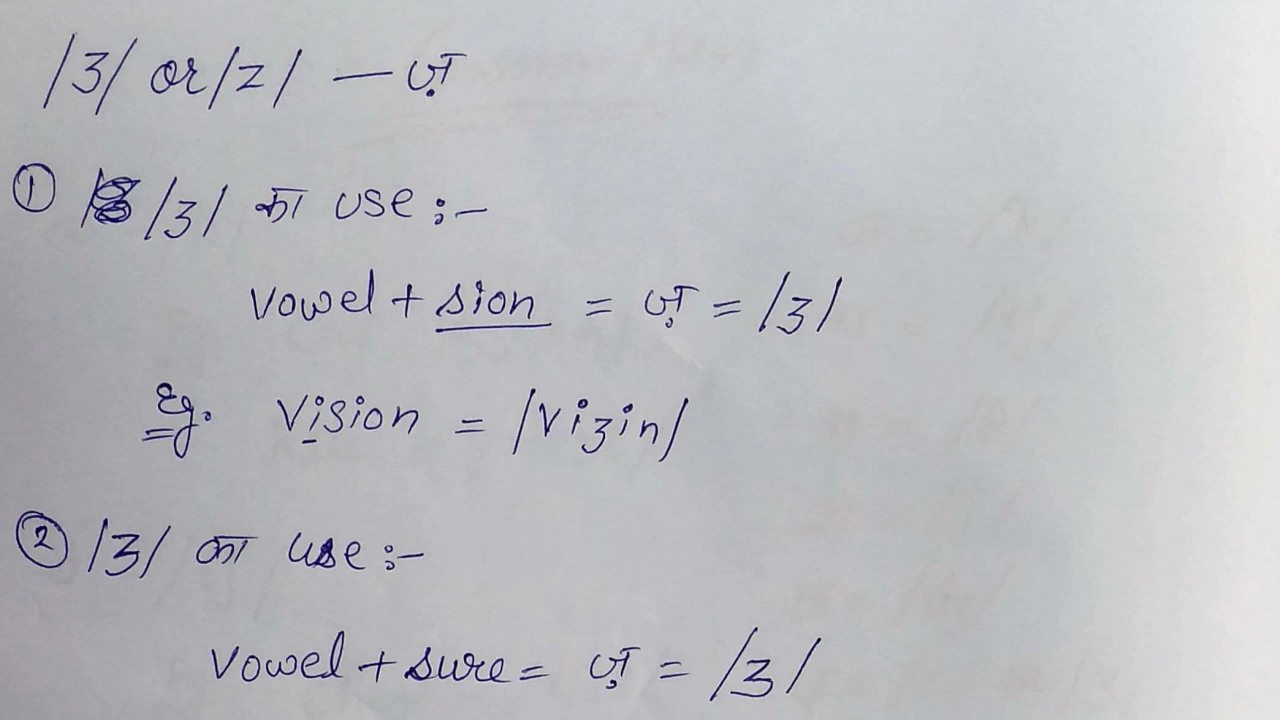 /ʒ/ or /z/ — ज़
① /ʒ/ का use :-
vowel + sion = ज़ = /ʒ/
Eg. Vision = /Viʒin/
② /ʒ/ का use :-
Vowel + sure = ज़ = /ʒ/